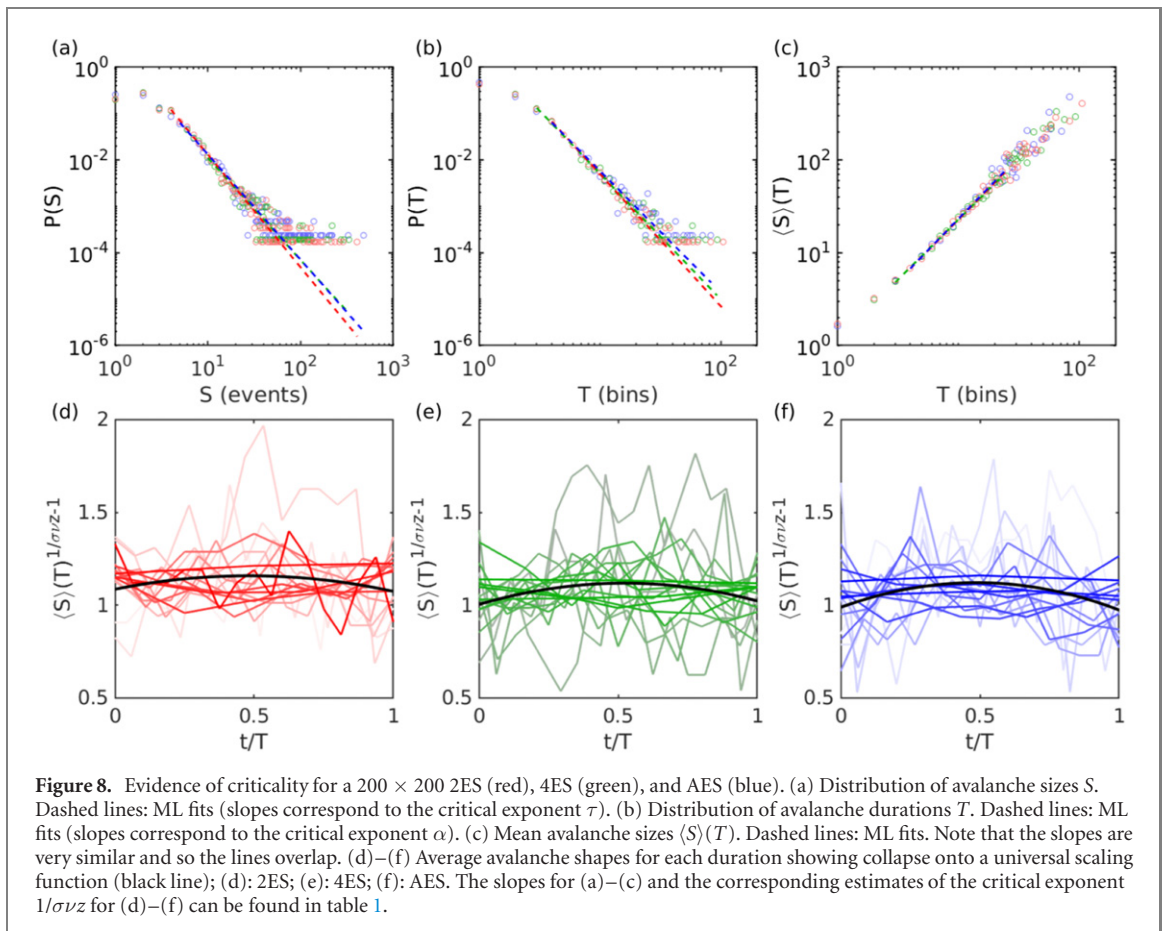 (a)
(b)
(c)
10^0
10^-2
10^-4
10^-6
P(S)
10^0 10^1 10^2 10^3
S (events)
10^0
10^-2
10^-4
10^-6
P(T)
10^0 10^2
T (bins)
10^3
10^2
10^1
10^0
⟨S⟩(T)
10^0 10^2
T (bins)
(d)
(e)
(f)
2
1.5
1
0.5
⟨S⟩(T)^1/σνz-1
0 0.5 1
t/T
2
1.5
1
0.5
⟨S⟩(T)^1/σνz-1
0 0.5 1
t/T
2
1.5
1
0.5
⟨S⟩(T)^1/σνz-1
0 0.5 1
t/T
Figure 8. Evidence of criticality for a 200 × 200 2ES (red), 4ES (green), and AES (blue). (a) Distribution of avalanche sizes S.
Dashed lines: ML fits (slopes correspond to the critical exponent τ). (b) Distribution of avalanche durations T. Dashed lines: ML
fits (slopes correspond to the critical exponent α). (c) Mean avalanche sizes ⟨S⟩(T). Dashed lines: ML fits. Note that the slopes are
very similar and so the lines overlap. (d)–(f) Average avalanche shapes for each duration showing collapse onto a universal scaling
function (black line); (d): 2ES; (e): 4ES; (f): AES. The slopes for (a)–(c) and the corresponding estimates of the critical exponent
1/σνz for (d)–(f) can be found in table 1.